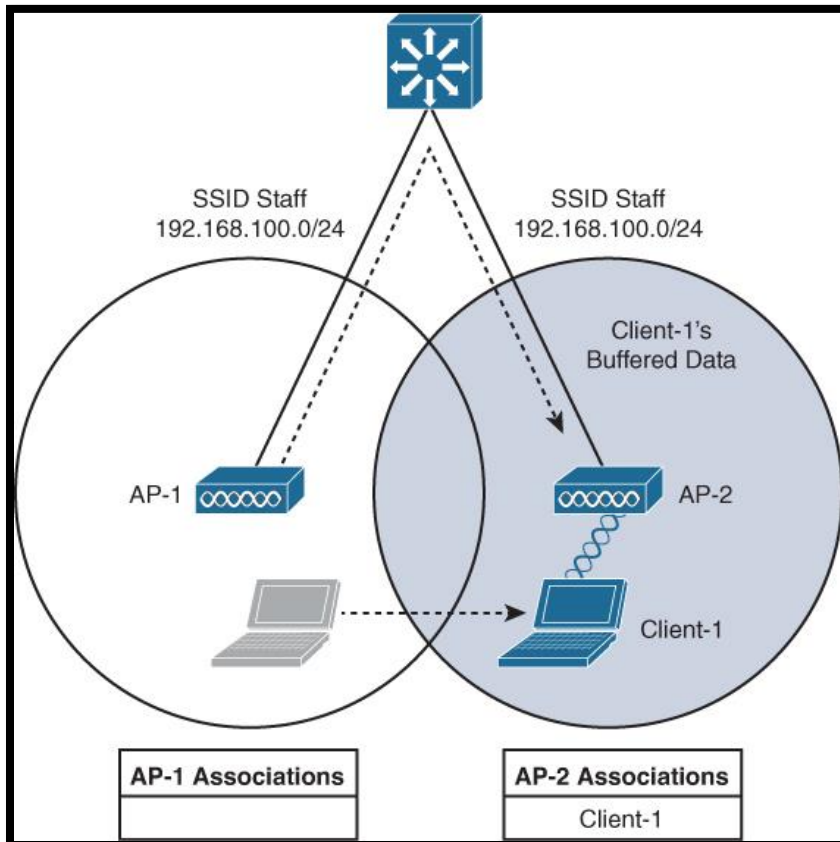 SSID Staff
192.168.100.0/24
SSID Staff
192.168.100.0/24
Client-1's
Buffered Data
AP-1
AP-2
Client-1
AP-1 Associations
AP-2 Associations
Client-1